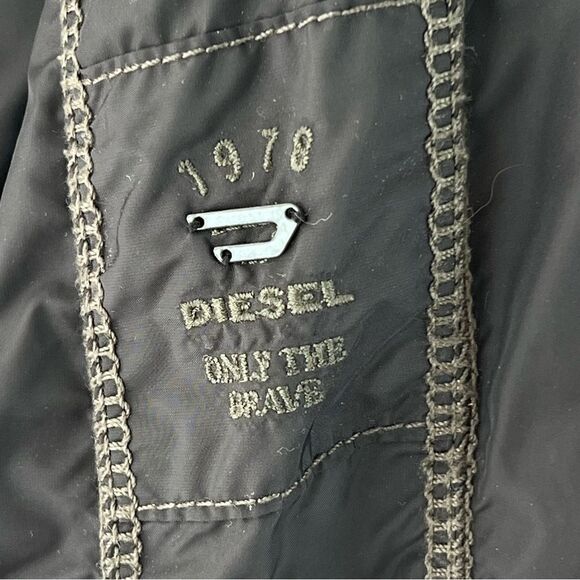 1978
DIESEL
ONLY THE
BRAVE